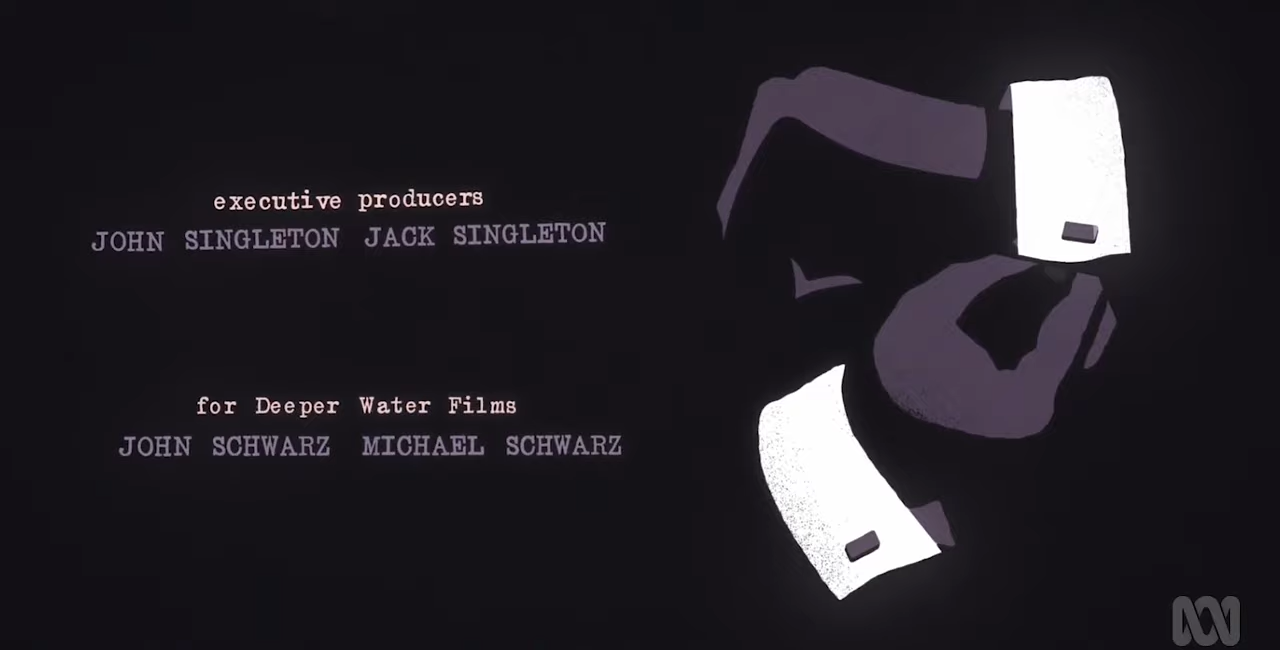 executive producers
JOHN SINGLETON JACK SINGLETON
for Deeper Water Films
JOHN SCHWARZ MICHAEL SCHWARZ